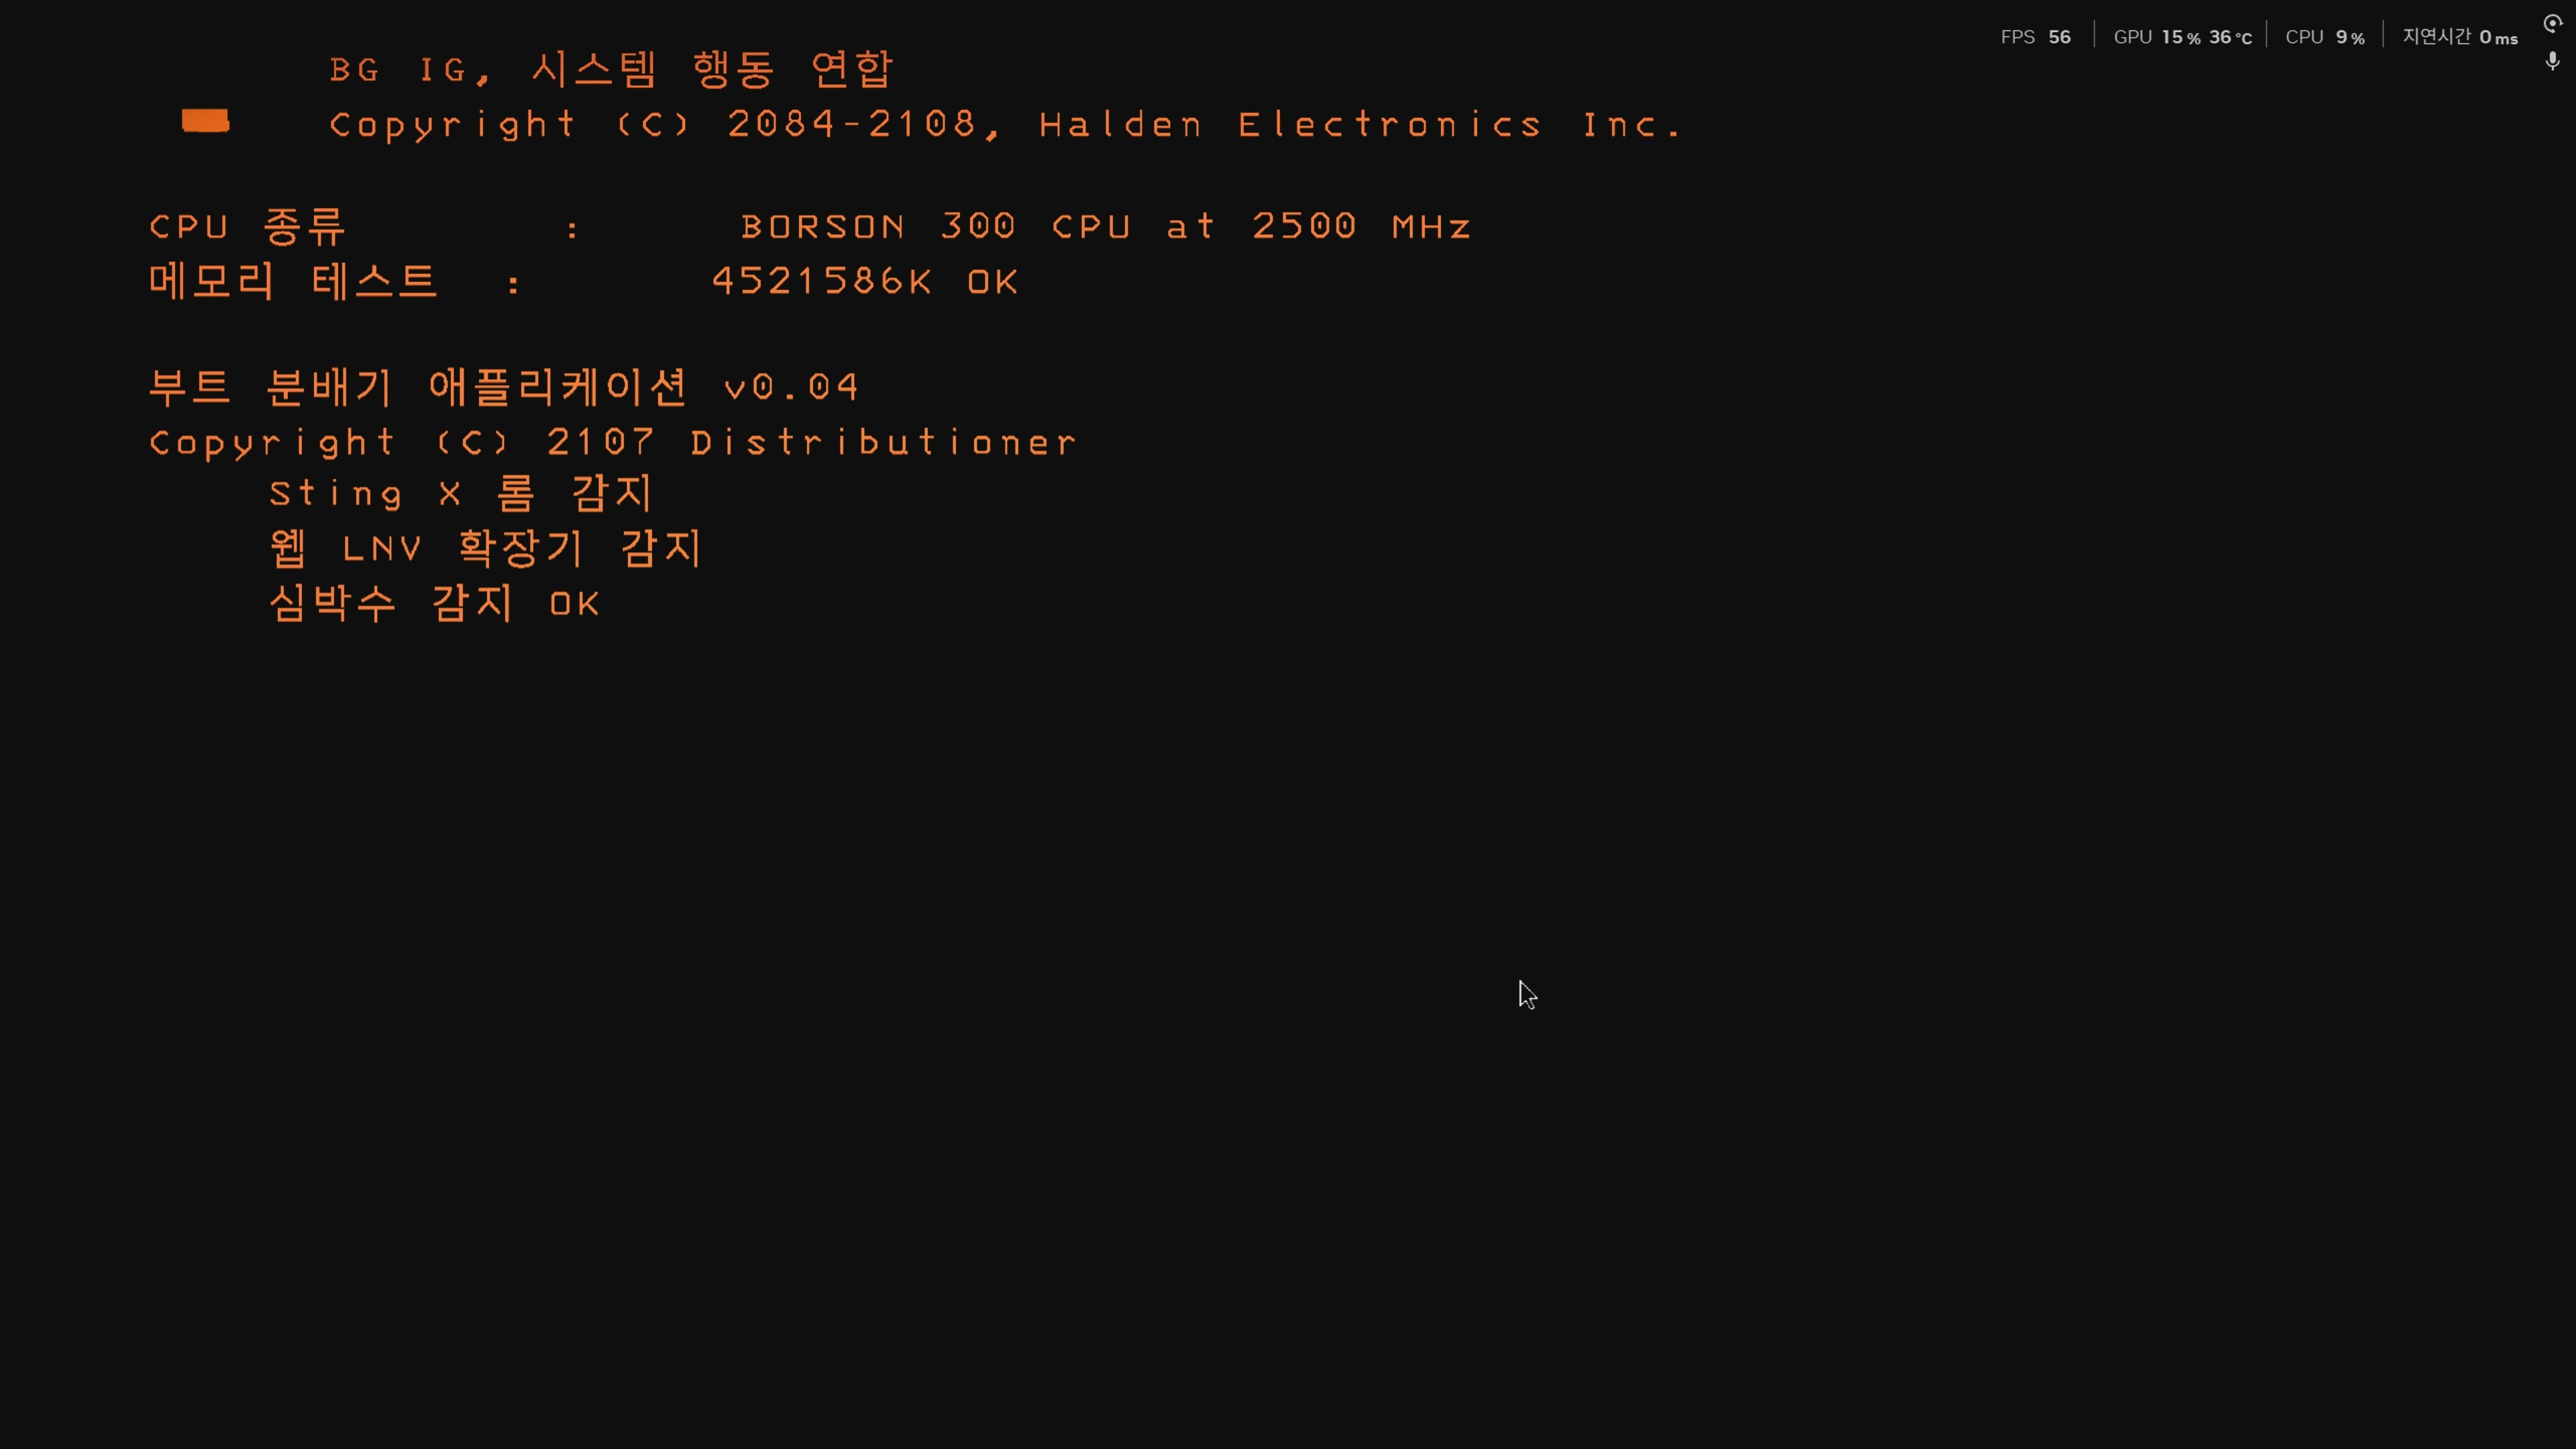 FPS 56 GPU 15% 36°C CPU 9% 지연시간 0ms
BG IG, 시스템 행동 연합
Copyright (C) 2084-2108, Halden Electronics Inc.
CPU 종류 : BORSON 300 CPU at 2500 MHz
메모리 테스트 : 4521586K OK
부트 분배기 애플리케이션 v0.04
Copyright (C) 2107 Distributioner
Sting X 롬 감지
웹 LNV 확장기 감지
심박수 감지 OK